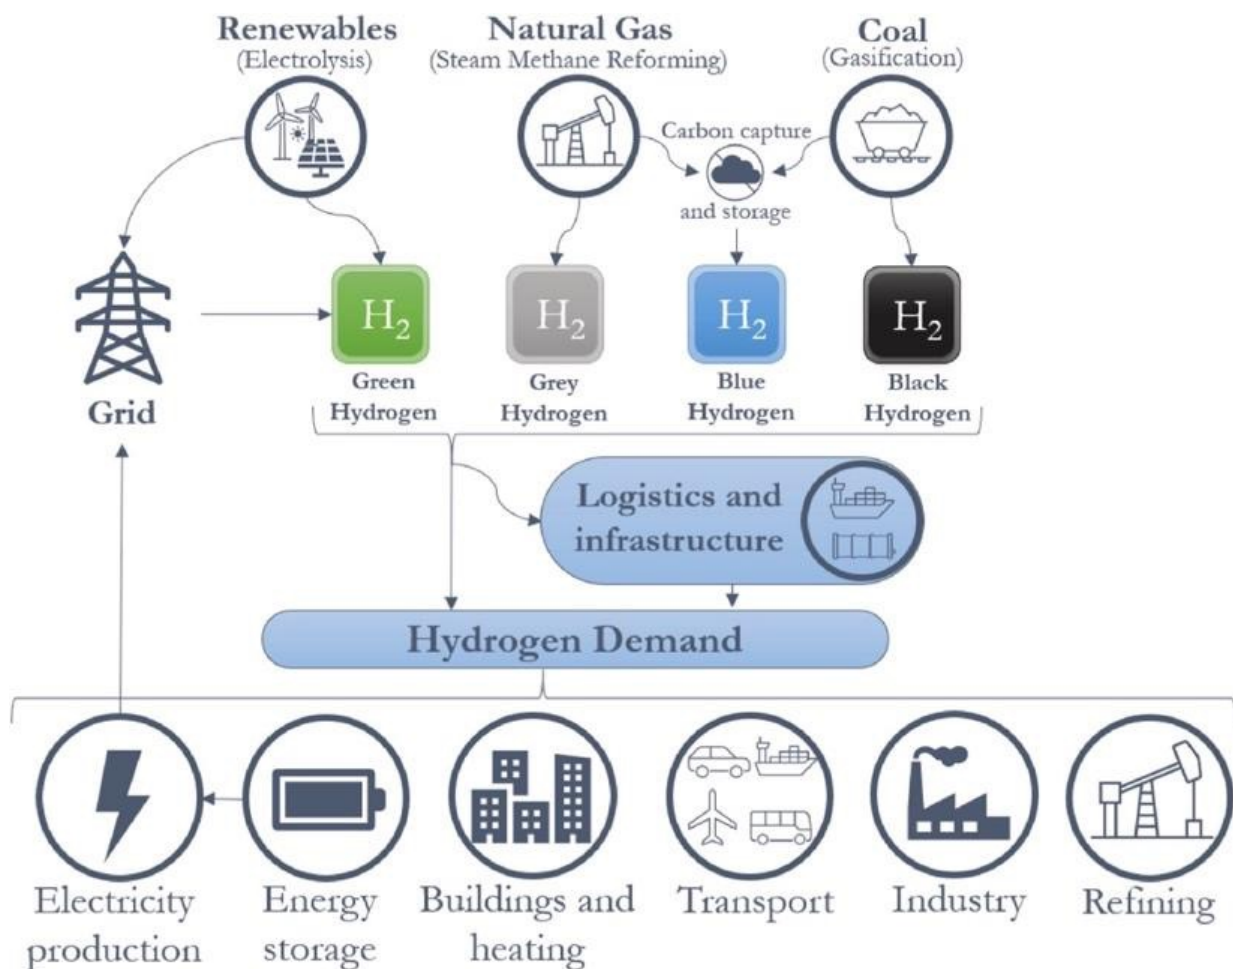 Renewables
(Electrolysis)
Natural Gas
(Steam Methane Reforming)
Coal
(Gasification)
Carbon capture
and storage
H2
H2
H2
H2
Grid
Green
Hydrogen
Grey
Hydrogen
Blue
Hydrogen
Black
Hydrogen
Logistics and
infrastructure
Hydrogen Demand
Electricity
production
Energy
storage
Buildings and
heating
Transport
Industry
Refining